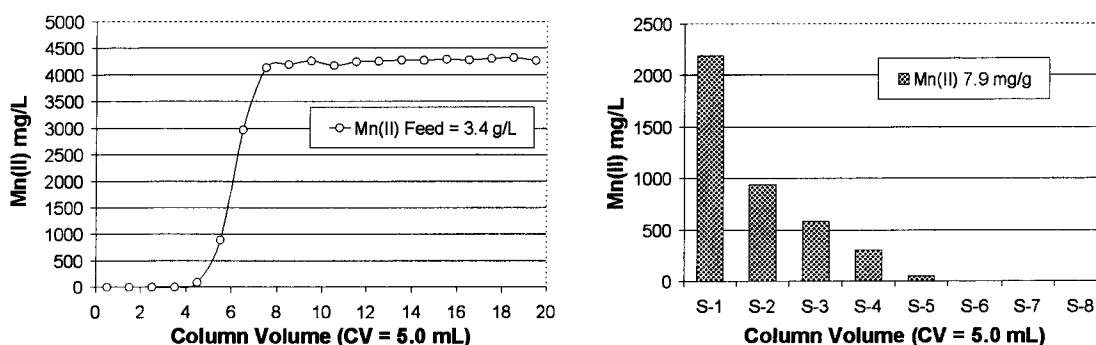 5000
4500
4000
3500
3000
2500
2000
1500
1000
500
0
Mn(II) mg/L
Mn(II) Feed = 3.4 g/L
0 2 4 6 8 10 12 14 16 18 20
Column Volume (CV = 5.0 mL)
2500
2000
1500
1000
500
0
Mn(II) mg/L
Mn(II) 7.9 mg/g
S-1 S-2 S-3 S-4 S-5 S-6 S-7 S-8
Column Volume (CV = 5.0 mL)